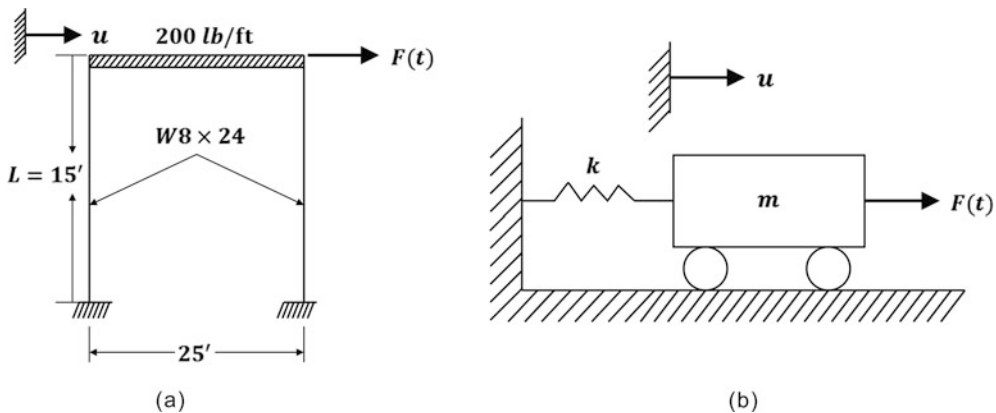 u 200 lb/ft F(t)
W8 × 24
L = 15′
25′
(a)
u
k
m F(t)
(b)